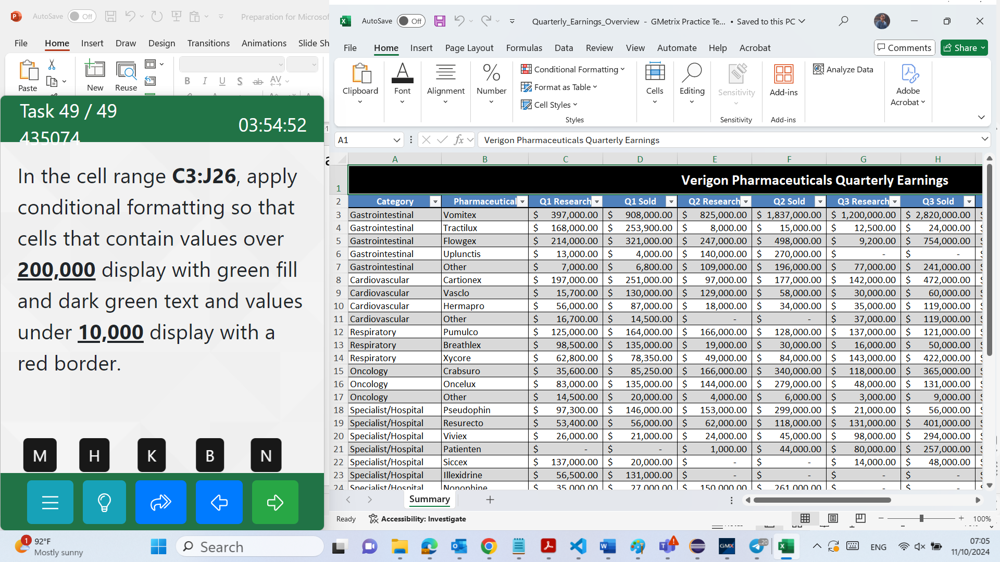 AutoSave Off Preparation for Microsof
File Home Insert Draw Design Transitions Animations Slide Sh
Paste New Reuse
B I U S ab AV
Task 49 / 49
435074
03:54:52
In the cell range C3:J26, apply
conditional formatting so that
cells that contain values over
200,000 display with green fill
and dark green text and values
under 10,000 display with a
red border.
M H K B N
AutoSave Off Quarterly_Earnings_Overview - GMetrix Practice Te... • Saved to this PC
File Home Insert Page Layout Formulas Data Review View Automate Help Acrobat Comments Share
Clipboard Font Alignment Number
Conditional Formatting
Format as Table
Cell Styles
Styles
Cells Editing Sensitivity Add-ins Analyze Data Adobe
Acrobat
Sensitivity Add-ins
A1 fx Verigon Pharmaceuticals Quarterly Earnings
A B C D E F G H
1 Verigon Pharmaceuticals Quarterly Earnings
2 Category Pharmaceutical Q1 Research Q1 Sold Q2 Research Q2 Sold Q3 Research Q3 Sold
3 Gastrointestinal Vomitex $ 397,000.00 $ 908,000.00 $ 825,000.00 $ 1,837,000.00 $ 1,200,000.00 $ 2,820,000.00
4 Gastrointestinal Tractilux $ 168,000.00 $ 253,900.00 $ 8,000.00 $ 15,000.00 $ 12,500.00 $ 24,000.00
5 Gastrointestinal Flowgex $ 214,000.00 $ 321,000.00 $ 247,000.00 $ 498,000.00 $ 9,200.00 $ 754,000.00
6 Gastrointestinal Uplunctis $ 13,000.00 $ 4,000.00 $ 140,000.00 $ 270,000.00 $ - $ -
7 Gastrointestinal Other $ 7,000.00 $ 6,800.00 $ 109,000.00 $ 196,000.00 $ 77,000.00 $ 241,000.00
8 Cardiovascular Cartionex $ 197,000.00 $ 251,000.00 $ 97,000.00 $ 177,000.00 $ 142,000.00 $ 472,000.00
9 Cardiovascular Vasclo $ 15,700.00 $ 130,000.00 $ 129,000.00 $ 58,000.00 $ 30,000.00 $ 60,000.00
10 Cardiovascular Hermapro $ 56,000.00 $ 87,000.00 $ 18,000.00 $ 34,000.00 $ 35,000.00 $ 119,000.00
11 Cardiovascular Other $ 16,700.00 $ 14,500.00 $ - $ - $ 37,000.00 $ 119,000.00
12 Respiratory Pumulco $ 125,000.00 $ 164,000.00 $ 166,000.00 $ 128,000.00 $ 137,000.00 $ 121,000.00
13 Respiratory Breathlex $ 98,500.00 $ 135,000.00 $ 19,000.00 $ 30,000.00 $ 16,000.00 $ 50,000.00
14 Respiratory Xycore $ 62,800.00 $ 78,350.00 $ 49,000.00 $ 84,000.00 $ 143,000.00 $ 422,000.00
15 Oncology Crabsuro $ 35,600.00 $ 85,250.00 $ 166,000.00 $ 340,000.00 $ 118,000.00 $ 365,000.00
16 Oncology Oncelux $ 83,000.00 $ 135,000.00 $ 144,000.00 $ 279,000.00 $ 48,000.00 $ 131,000.00
17 Oncology Other $ 14,500.00 $ 20,000.00 $ 4,000.00 $ 6,000.00 $ 3,000.00 $ 9,000.00
18 Specialist/Hospital Pseudophin $ 97,300.00 $ 146,000.00 $ 153,000.00 $ 299,000.00 $ 21,000.00 $ 56,000.00
19 Specialist/Hospital Resurecto $ 53,400.00 $ 56,000.00 $ 62,000.00 $ 118,000.00 $ 131,000.00 $ 401,000.00
20 Specialist/Hospital Viviex $ 26,000.00 $ 21,000.00 $ 24,000.00 $ 45,000.00 $ 98,000.00 $ 294,000.00
21 Specialist/Hospital Patienten $ - $ - $ 1,000.00 $ 44,000.00 $ 80,000.00 $ 257,000.00
22 Specialist/Hospital Siccex $ 137,000.00 $ 20,000.00 $ - $ - $ 14,000.00 $ 48,000.00
23 Specialist/Hospital Illexidrine $ 56,500.00 $ 131,000.00 $ - $ - $ - $ -
24 Specialist/Hospital Nonophine $ 35,000.00 $ 27,000.00 $ 150,000.00 $ 261,000.00 $ - $ -
Summary
Ready Accessibility: Investigate 100%
1 92°F
Mostly sunny
Search
GMX
20
ENG
07:05
11/10/2024